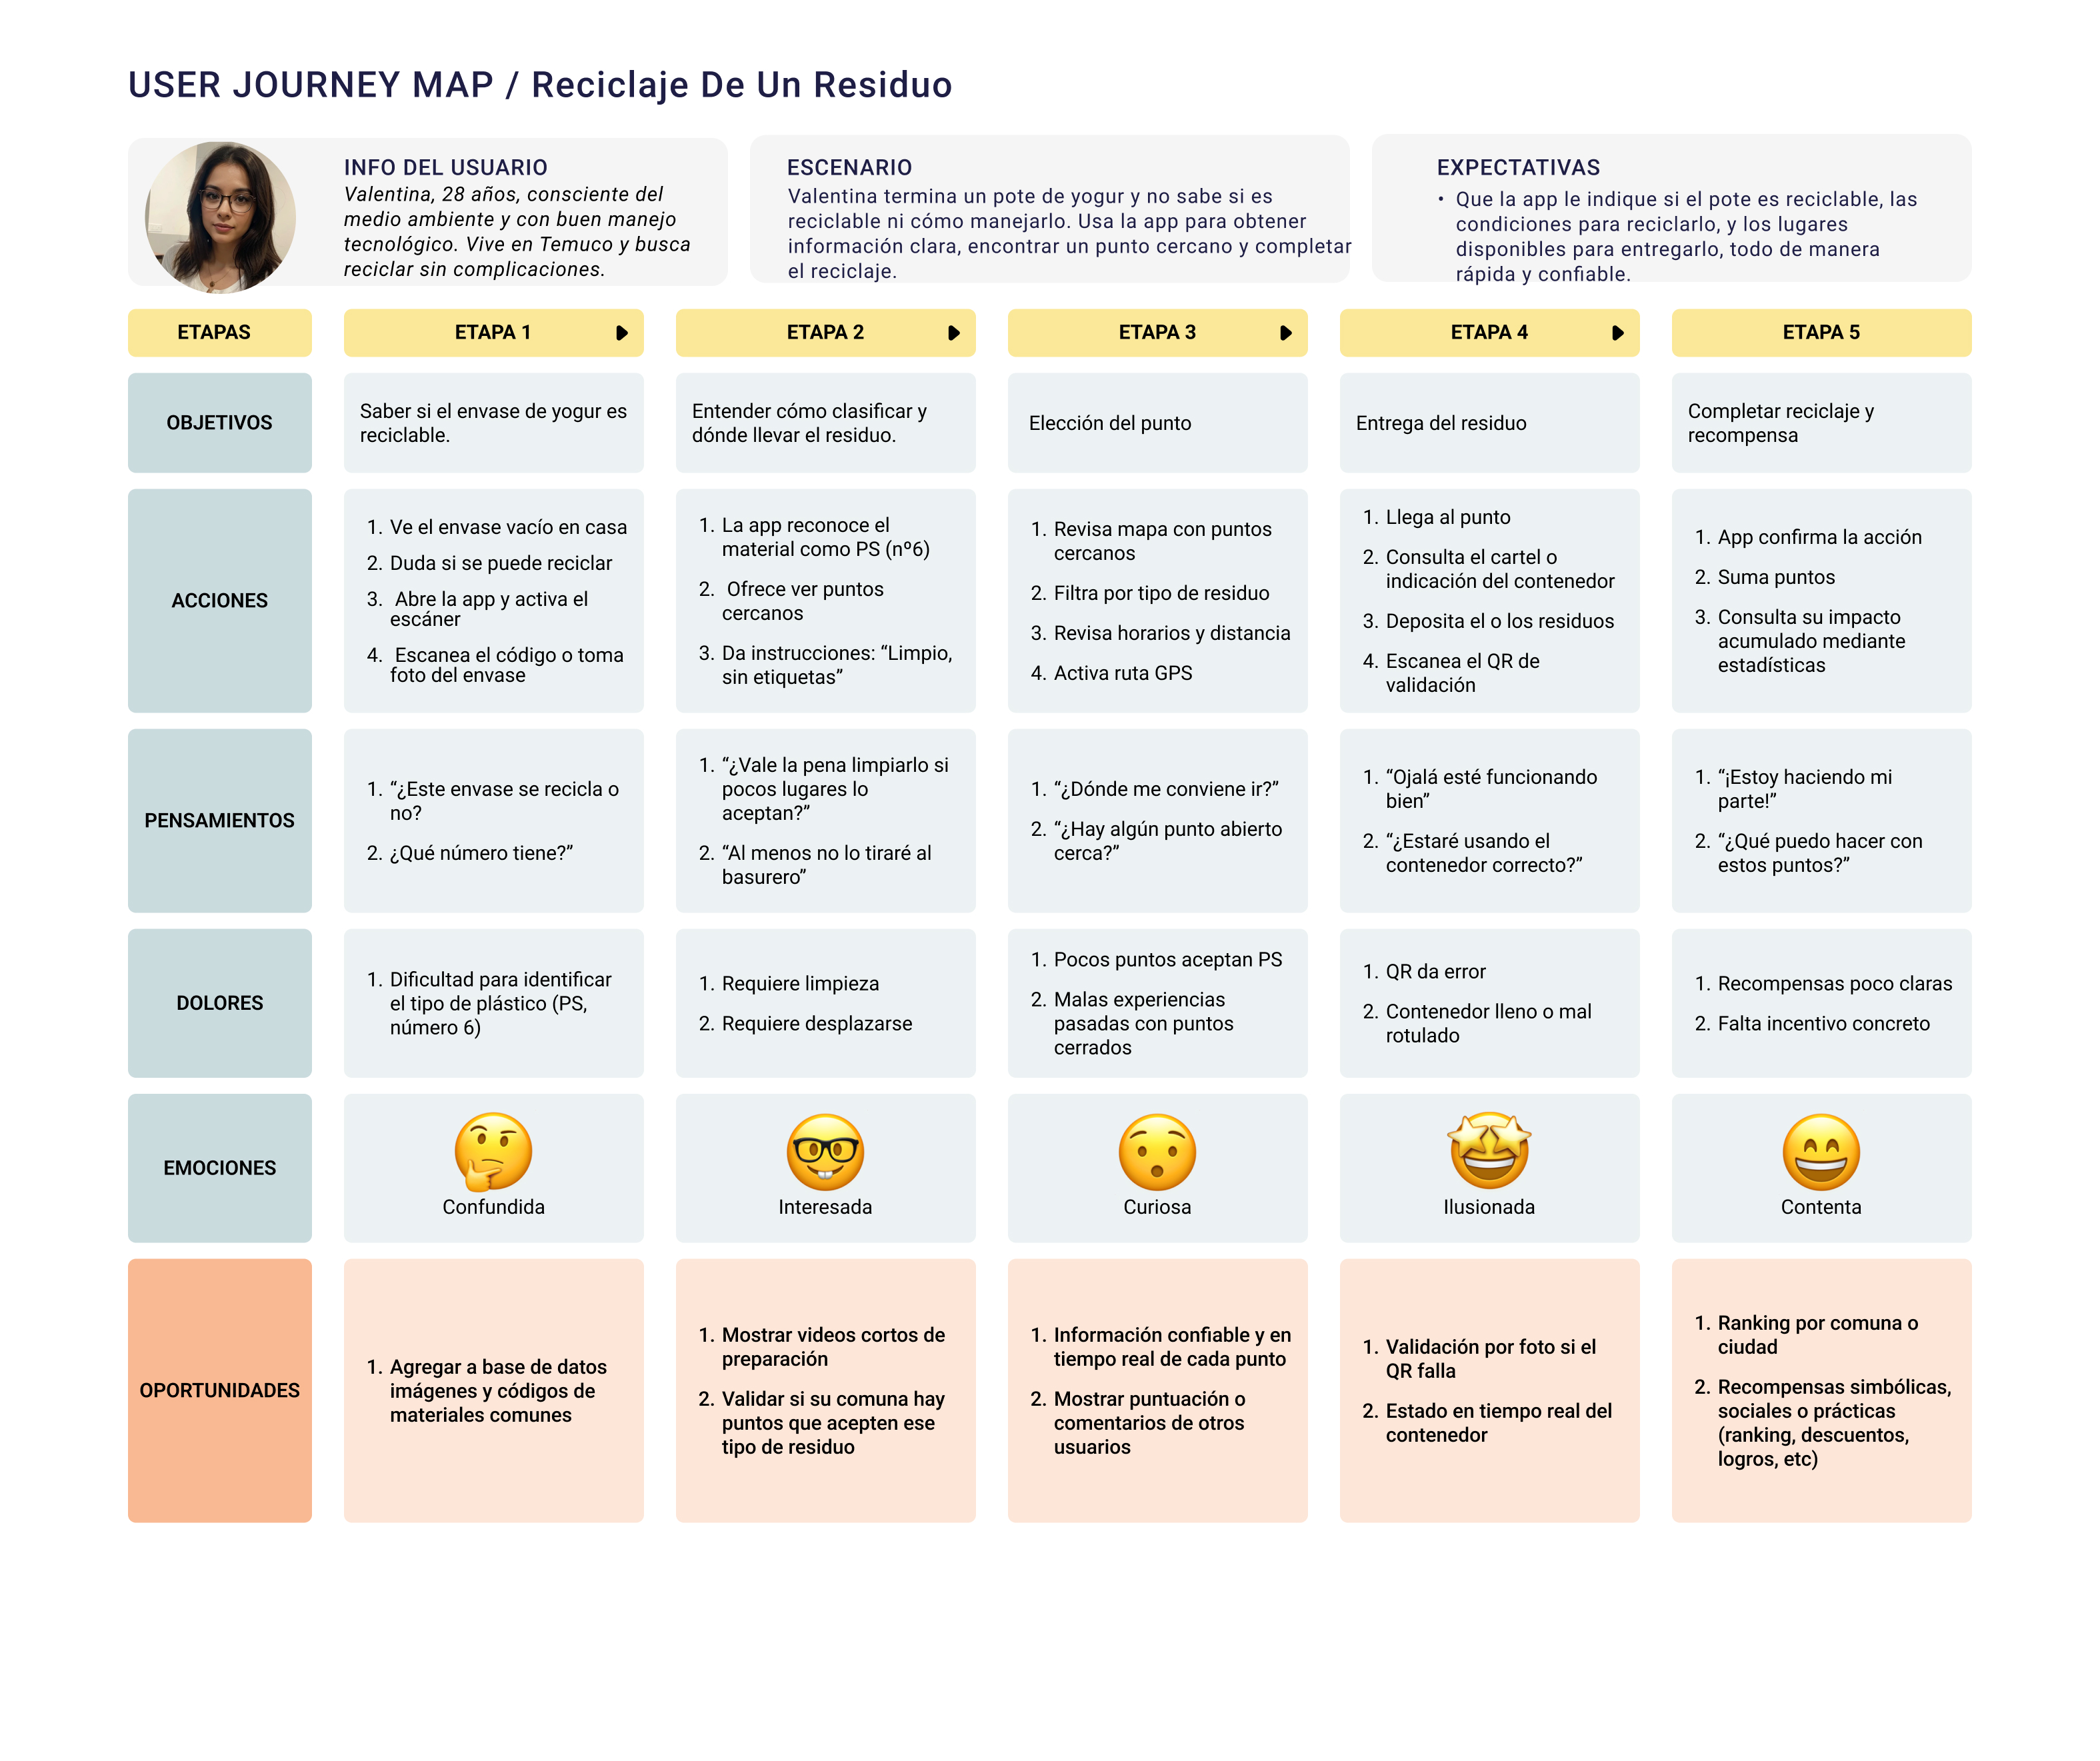 USER JOURNEY MAP / Reciclaje De Un Residuo
INFO DEL USUARIO
Valentina, 28 años, consciente del
medio ambiente y con buen manejo
tecnológico. Vive en Temuco y busca
reciclar sin complicaciones.
ESCENARIO
Valentina termina un pote de yogur y no sabe si es
reciclable ni cómo manejarlo. Usa la app para obtener
información clara, encontrar un punto cercano y completar
el reciclaje.
EXPECTATIVAS
• Que la app le indique si el pote es reciclable, las
condiciones para reciclarlo, y los lugares
disponibles para entregarlo, todo de manera
rápida y confiable.
ETAPAS
ETAPA 1
ETAPA 2
ETAPA 3
ETAPA 4
ETAPA 5
OBJETIVOS
Saber si el envase de yogur es
reciclable.
Entender cómo clasificar y
dónde llevar el residuo.
Elección del punto
Entrega del residuo
Completar reciclaje y
recompensa
ACCIONES
1. Ve el envase vacío en casa
2. Duda si se puede reciclar
3. Abre la app y activa el
escáner
4. Escanea el código o toma
foto del envase
1. La app reconoce el
material como PS (nº6)
2. Ofrece ver puntos
cercanos
3. Da instrucciones: “Limpio,
sin etiquetas”
1. Revisa mapa con puntos
cercanos
2. Filtra por tipo de residuo
3. Revisa horarios y distancia
4. Activa ruta GPS
1. Llega al punto
2. Consulta el cartel o
indicación del contenedor
3. Deposita el o los residuos
4. Escanea el QR de
validación
1. App confirma la acción
2. Suma puntos
3. Consulta su impacto
acumulado mediante
estadísticas
PENSAMIENTOS
1. “¿Este envase se recicla o
no?
2. ¿Qué número tiene?”
1. “¿Vale la pena limpiarlo si
pocos lugares lo
aceptan?”
2. “Al menos no lo tiraré al
basurero”
1. “¿Dónde me conviene ir?”
2. “¿Hay algún punto abierto
cerca?”
1. “Ojalá esté funcionando
bien”
2. “¿Estaré usando el
contenedor correcto?”
1. “¡Estoy haciendo mi
parte!”
2. “¿Qué puedo hacer con
estos puntos?”
DOLORES
1. Dificultad para identificar
el tipo de plástico (PS,
número 6)
1. Requiere limpieza
2. Requiere desplazarse
1. Pocos puntos aceptan PS
2. Malas experiencias
pasadas con puntos
cerrados
1. QR da error
2. Contenedor lleno o mal
rotulado
1. Recompensas poco claras
2. Falta incentivo concreto
EMOCIONES
Confundida
Interesada
Curiosa
Ilusionada
Contenta
OPORTUNIDADES
1. Agregar a base de datos
imágenes y códigos de
materiales comunes
1. Mostrar videos cortos de
preparación
2. Validar si su comuna hay
puntos que acepten ese
tipo de residuo
1. Información confiable y en
tiempo real de cada punto
2. Mostrar puntuación o
comentarios de otros
usuarios
1. Validación por foto si el
QR falla
2. Estado en tiempo real del
contenedor
1. Ranking por comuna o
ciudad
2. Recompensas simbólicas,
sociales o prácticas
(ranking, descuentos,
logros, etc)